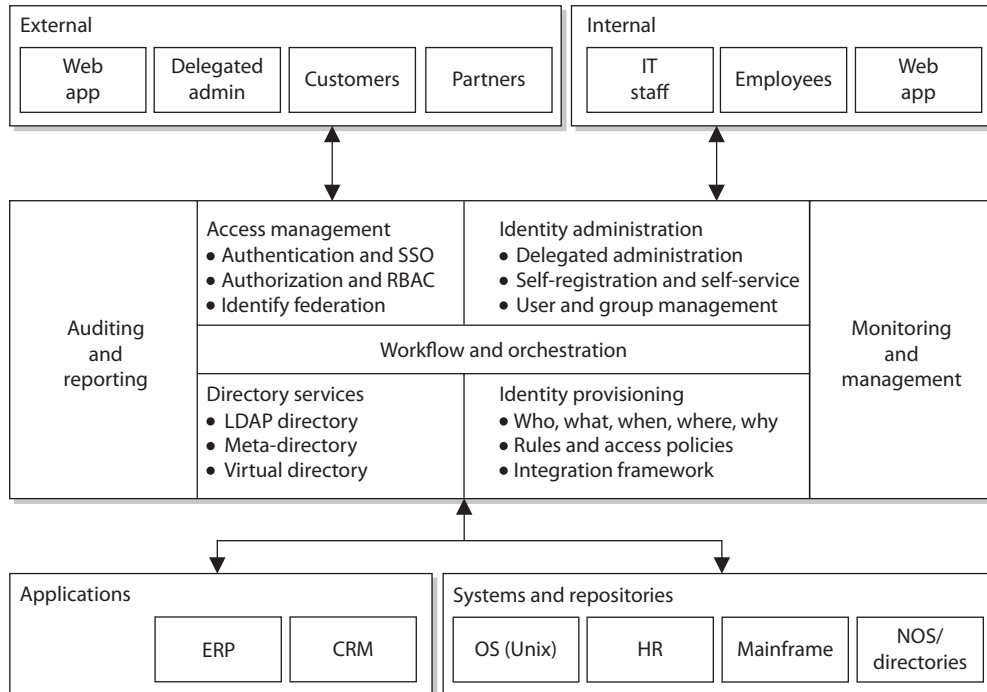 External
Web
app
Delegated
admin
Customers
Partners
Internal
IT
staff
Employees
Web
app
Auditing
and
reporting
Access management
• Authentication and SSO
• Authorization and RBAC
• Identify federation
Identity administration
• Delegated administration
• Self-registration and self-service
• User and group management
Workflow and orchestration
Directory services
• LDAP directory
• Meta-directory
• Virtual directory
Identity provisioning
• Who, what, when, where, why
• Rules and access policies
• Integration framework
Monitoring
and
management
Applications
ERP
CRM
Systems and repositories
OS (Unix)
HR
Mainframe
NOS/
directories